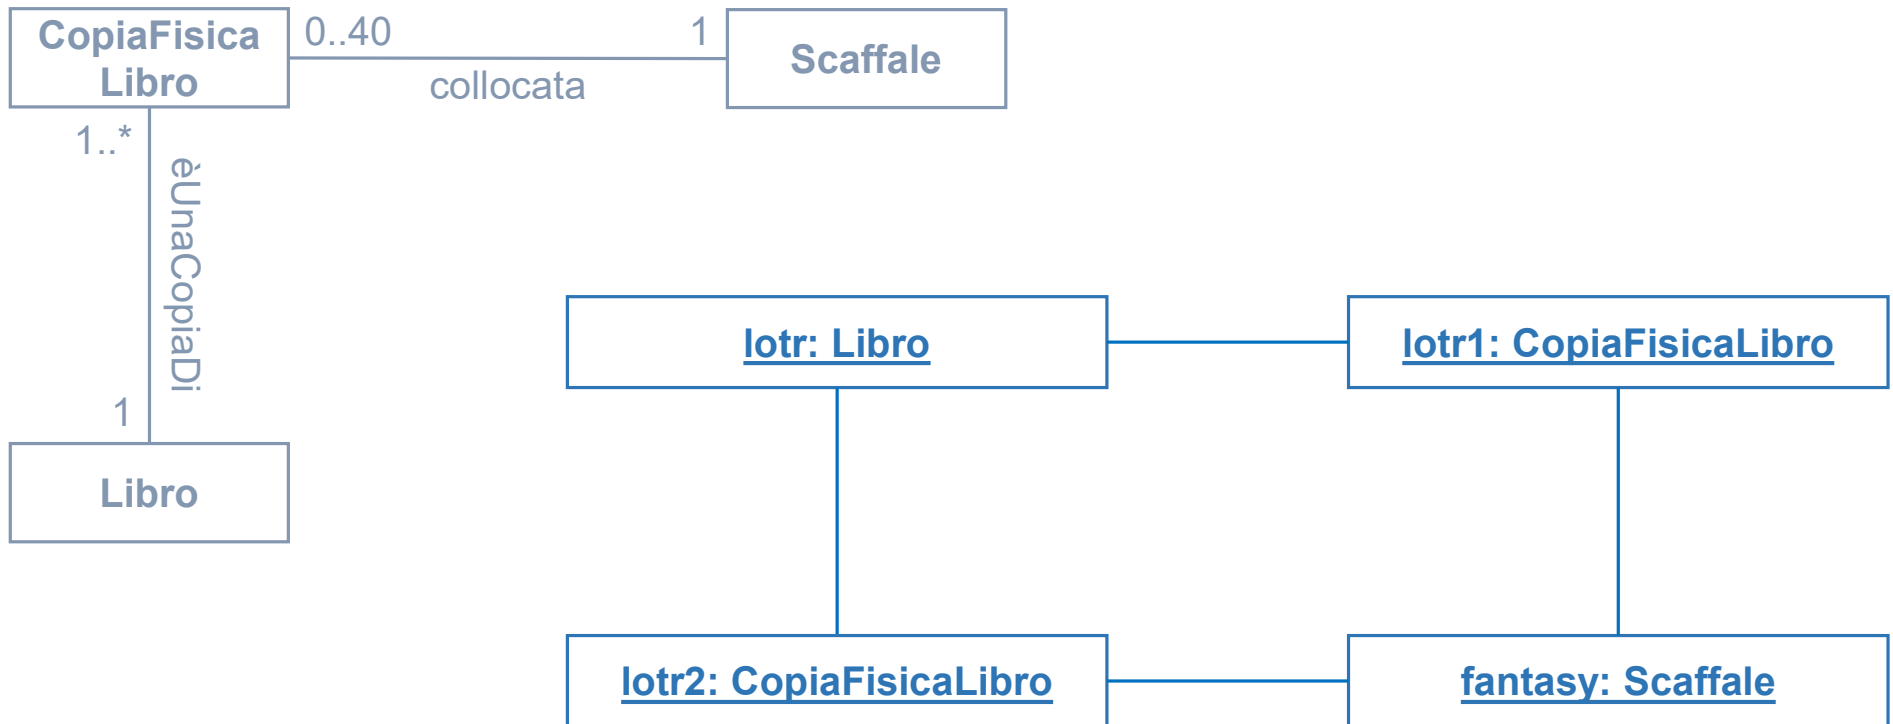 CopiaFisica
Libro
0..40
1
collocata
Scaffale
1..*
èUnaCopiaDi
1
Libro
lotr: Libro
lotr1: CopiaFisicaLibro
lotr2: CopiaFisicaLibro
fantasy: Scaffale